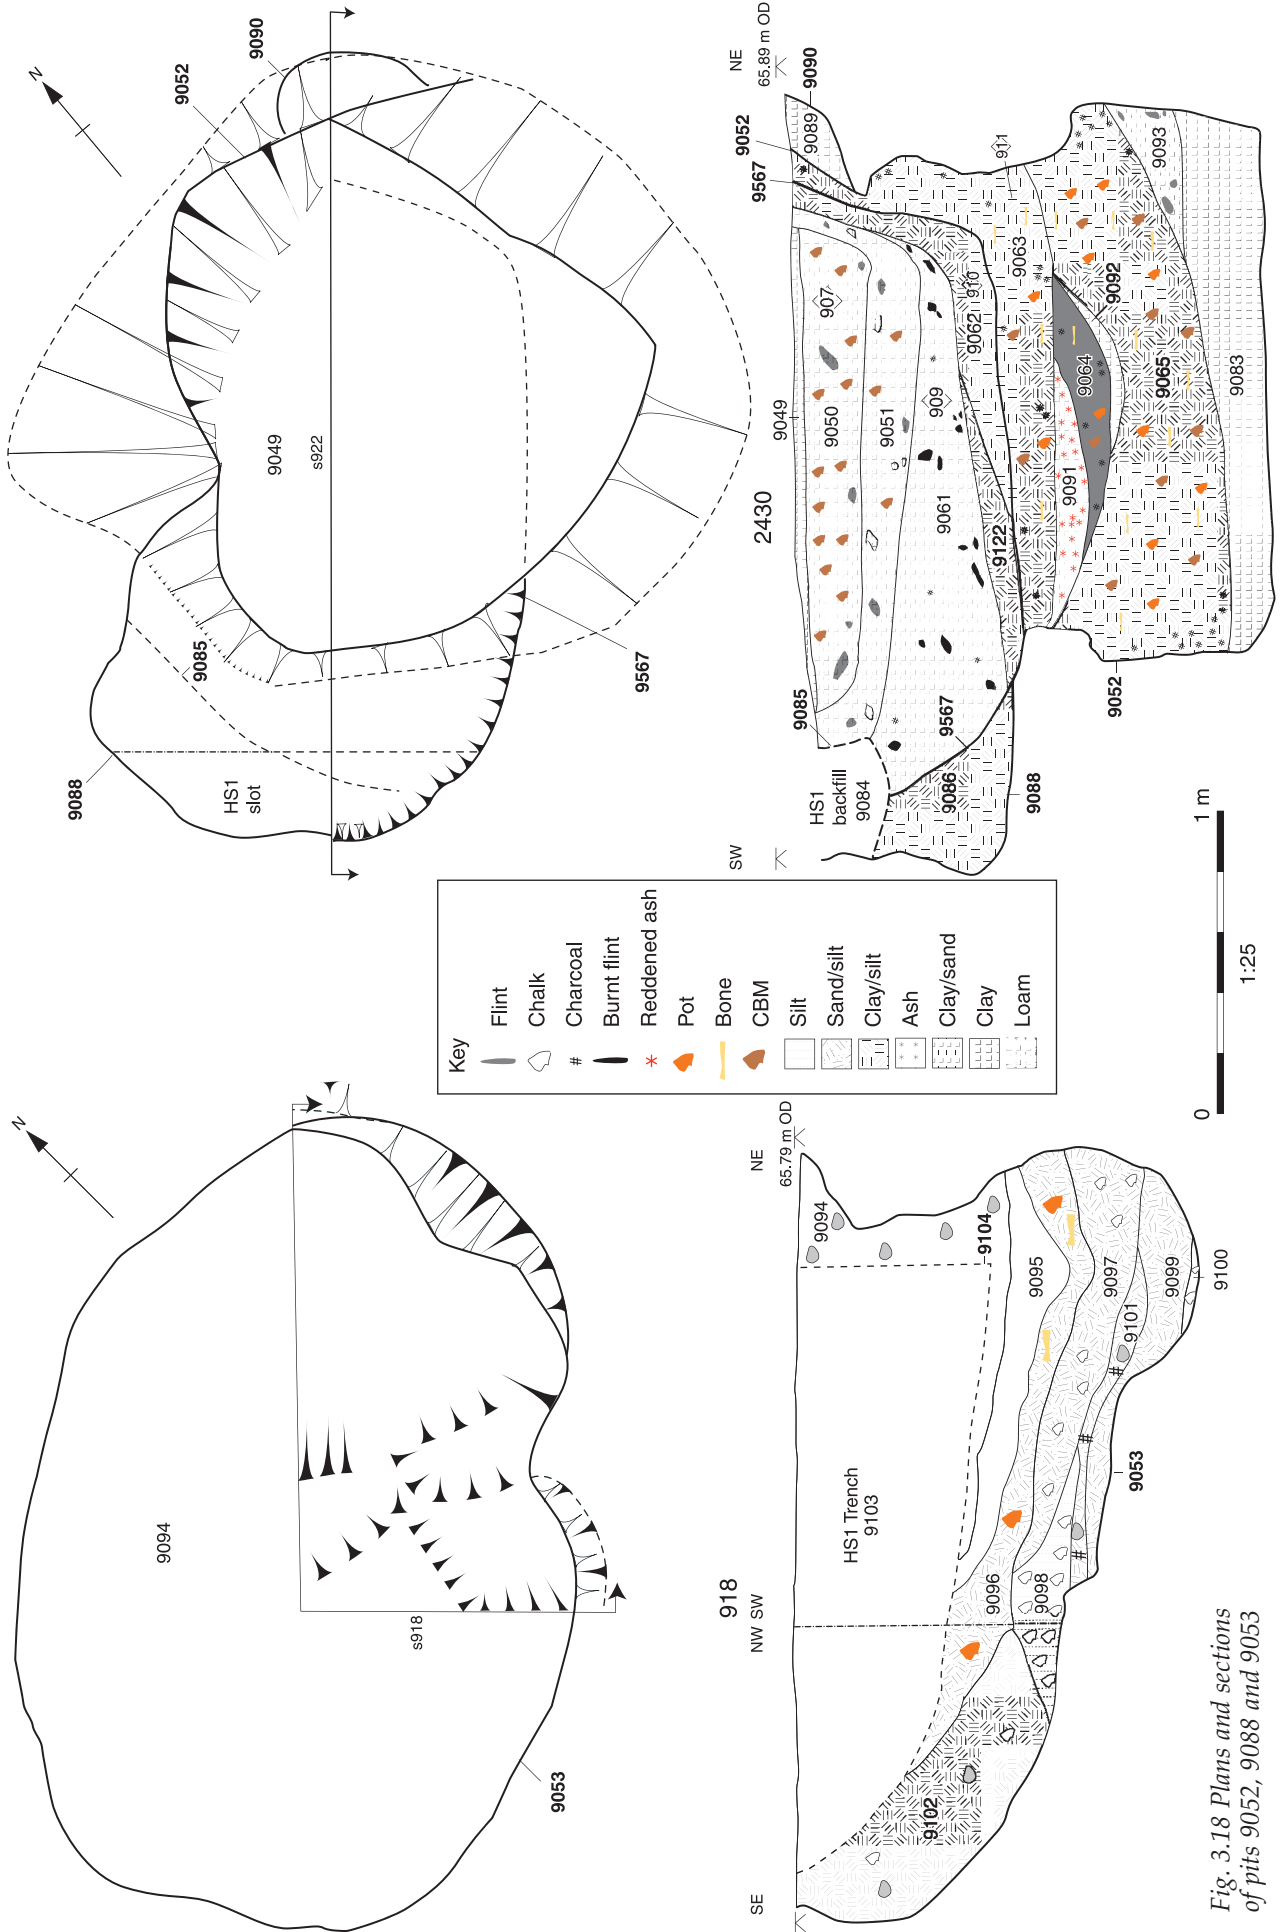 N
9094
s918
9053
918
SE
NW SW
NE
65.79 m OD
HS1 Trench
9103
9094
9104
9095
9096
9097
9098
9099
9100
9101
9102
9053
N
9090
9052
9049
s922
9085
9088
HS1
slot
9567
2430
SW
NE
65.89 m OD
9090
9052
9567
9089
9049
9085
907
9050
9051
909
9061
9062
910
911
9063
9122
9567
HS1
backfill
9084
9086
9088
9091
9064
9092
9093
9065
9083
9052
Key
Flint
Chalk
Charcoal
Burnt flint
Reddened ash
Pot
Bone
CBM
Silt
Sand/silt
Clay/silt
Ash
Clay/sand
Clay
Loam
0
1 m
1:25
Fig. 3.18 Plans and sections
of pits 9052, 9088 and 9053